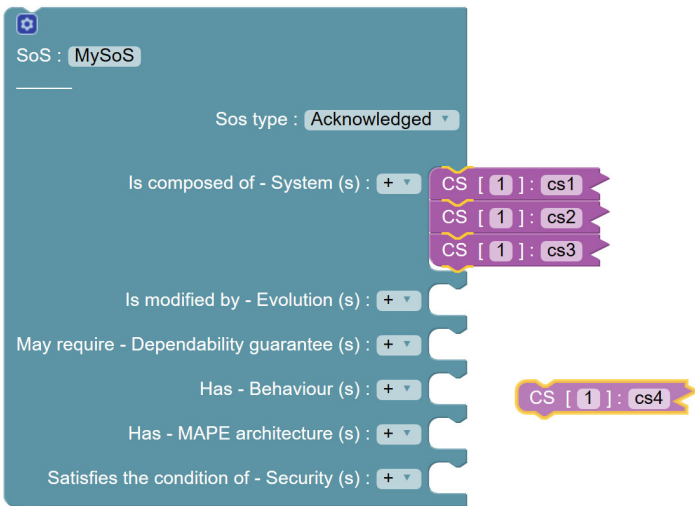 SoS : MySoS
Sos type : Acknowledged
Is composed of - System (s) : +
CS [ 1 ] : cs1
CS [ 1 ] : cs2
CS [ 1 ] : cs3
Is modified by - Evolution (s) : +
May require - Dependability guarantee (s) : +
Has - Behaviour (s) : +
CS [ 1 ] : cs4
Has - MAPE architecture (s) : +
Satisfies the condition of - Security (s) : +